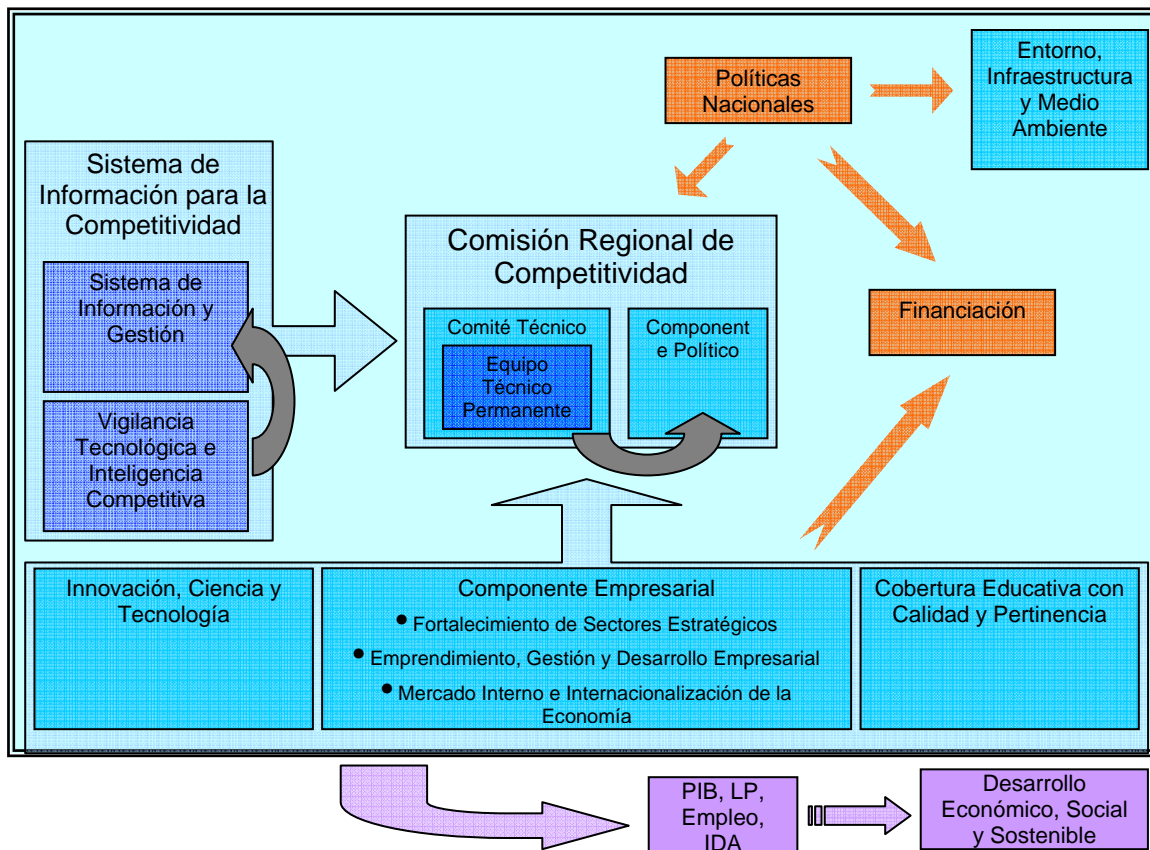 Políticas
Nacionales
Entorno,
Infraestructura
y Medio
Ambiente
Sistema de
Información para la
Competitividad
Sistema de
Información y
Gestión
Vigilancia
Tecnológica e
Inteligencia
Competitiva
Comisión Regional de
Competitividad
Comité Técnico
Equipo
Técnico
Permanente
Component
e Político
Financiación
Innovación, Ciencia y
Tecnología
Componente Empresarial
• Fortalecimiento de Sectores Estratégicos
• Emprendimiento, Gestión y Desarrollo Empresarial
• Mercado Interno e Internacionalización de la
Economía
Cobertura Educativa con
Calidad y Pertinencia
PIB, LP,
Empleo,
IDA
Desarrollo
Económico, Social
y Sostenible